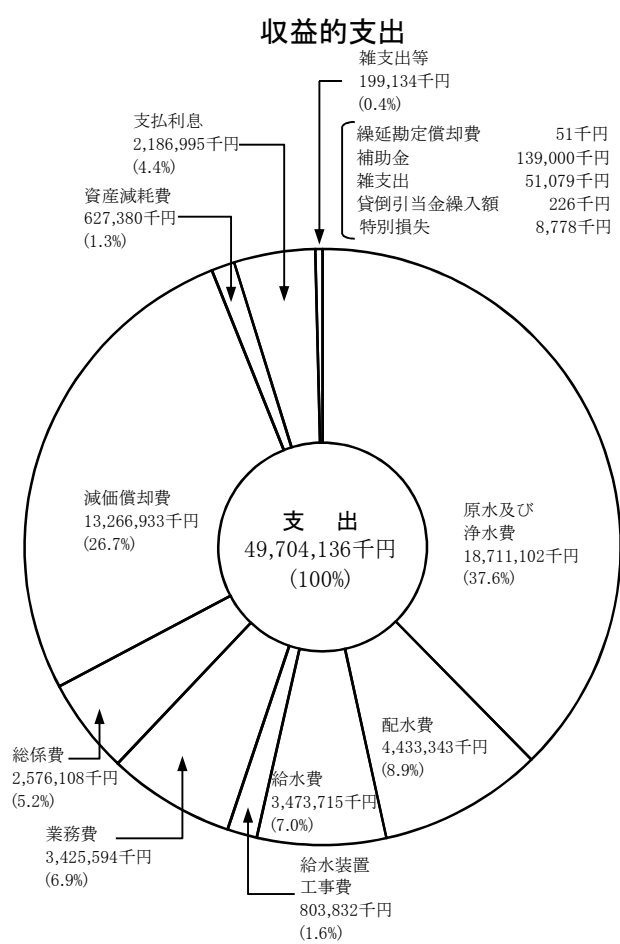 収益的支出
雑支出等
199,134千円
(0.4%)
繰延勘定償却費 51千円
補助金 139,000千円
雑支出 51,079千円
貸倒引当金繰入額 226千円
特別損失 8,778千円
支払利息
2,186,995千円
(4.4%)
資産減耗費
627,380千円
(1.3%)
減価償却費
13,266,933千円
(26.7%)
支 出
49,704,136千円
(100%)
原水及び
浄水費
18,711,102千円
(37.6%)
配水費
4,433,343千円
(8.9%)
給水費
3,473,715千円
(7.0%)
総係費
2,576,108千円
(5.2%)
業務費
3,425,594千円
(6.9%)
給水装置
工事費
803,832千円
(1.6%)